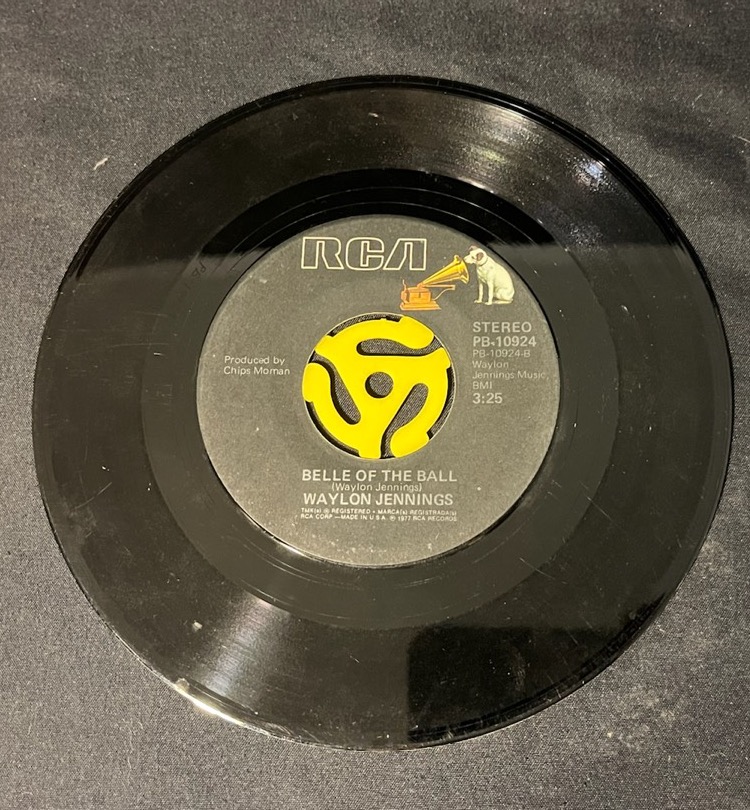 RCA
STEREO
PB-10924
PB-10924-B
Waylon
Jennings Music,
BMI
3:25
Produced by
Chips Moman
BELLE OF THE BALL
(Waylon Jennings)
WAYLON JENNINGS
TMK(s) ® REGISTERED • MARCA(s) REGISTRADA(s)
RCA CORP.—MADE IN U.S.A. ℗ 1977 RCA RECORDS